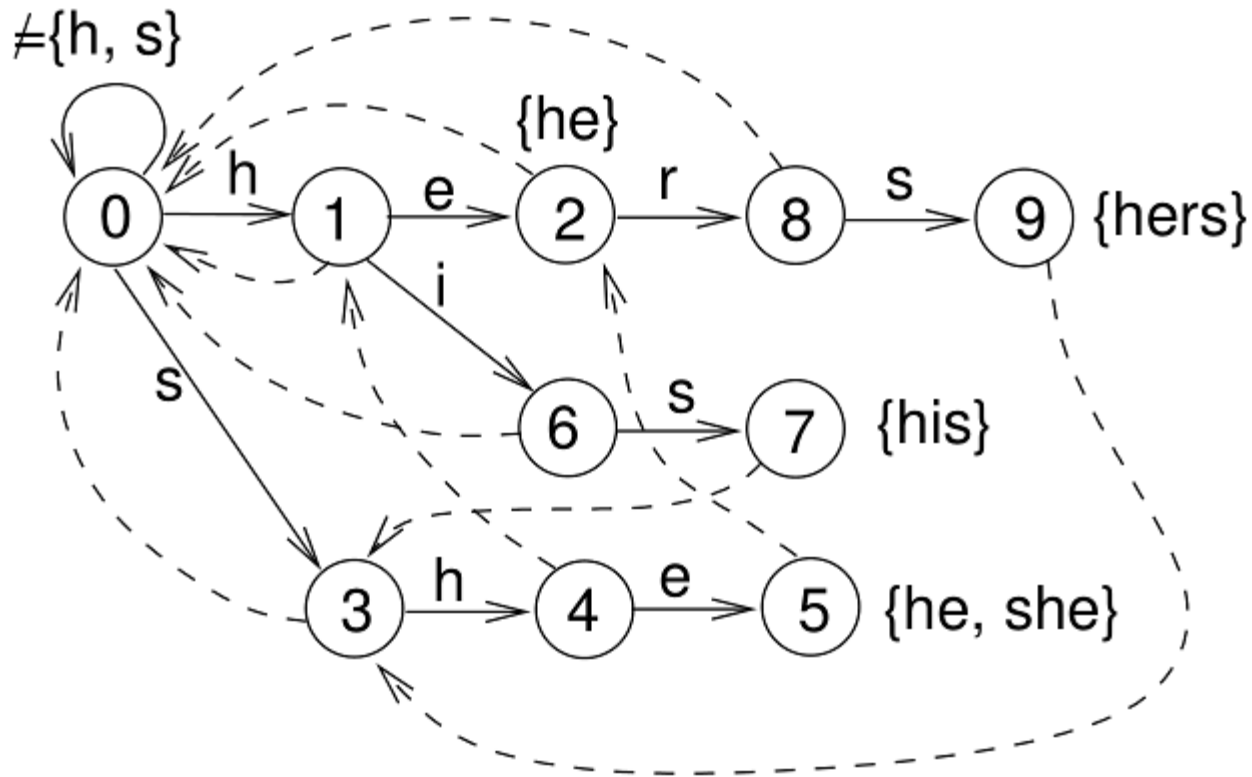 ≠{h, s}
{he}
h
e
r
s
0
1
2
8
9
{hers}
i
s
s
6
7
{his}
h
e
3
4
5
{he, she}